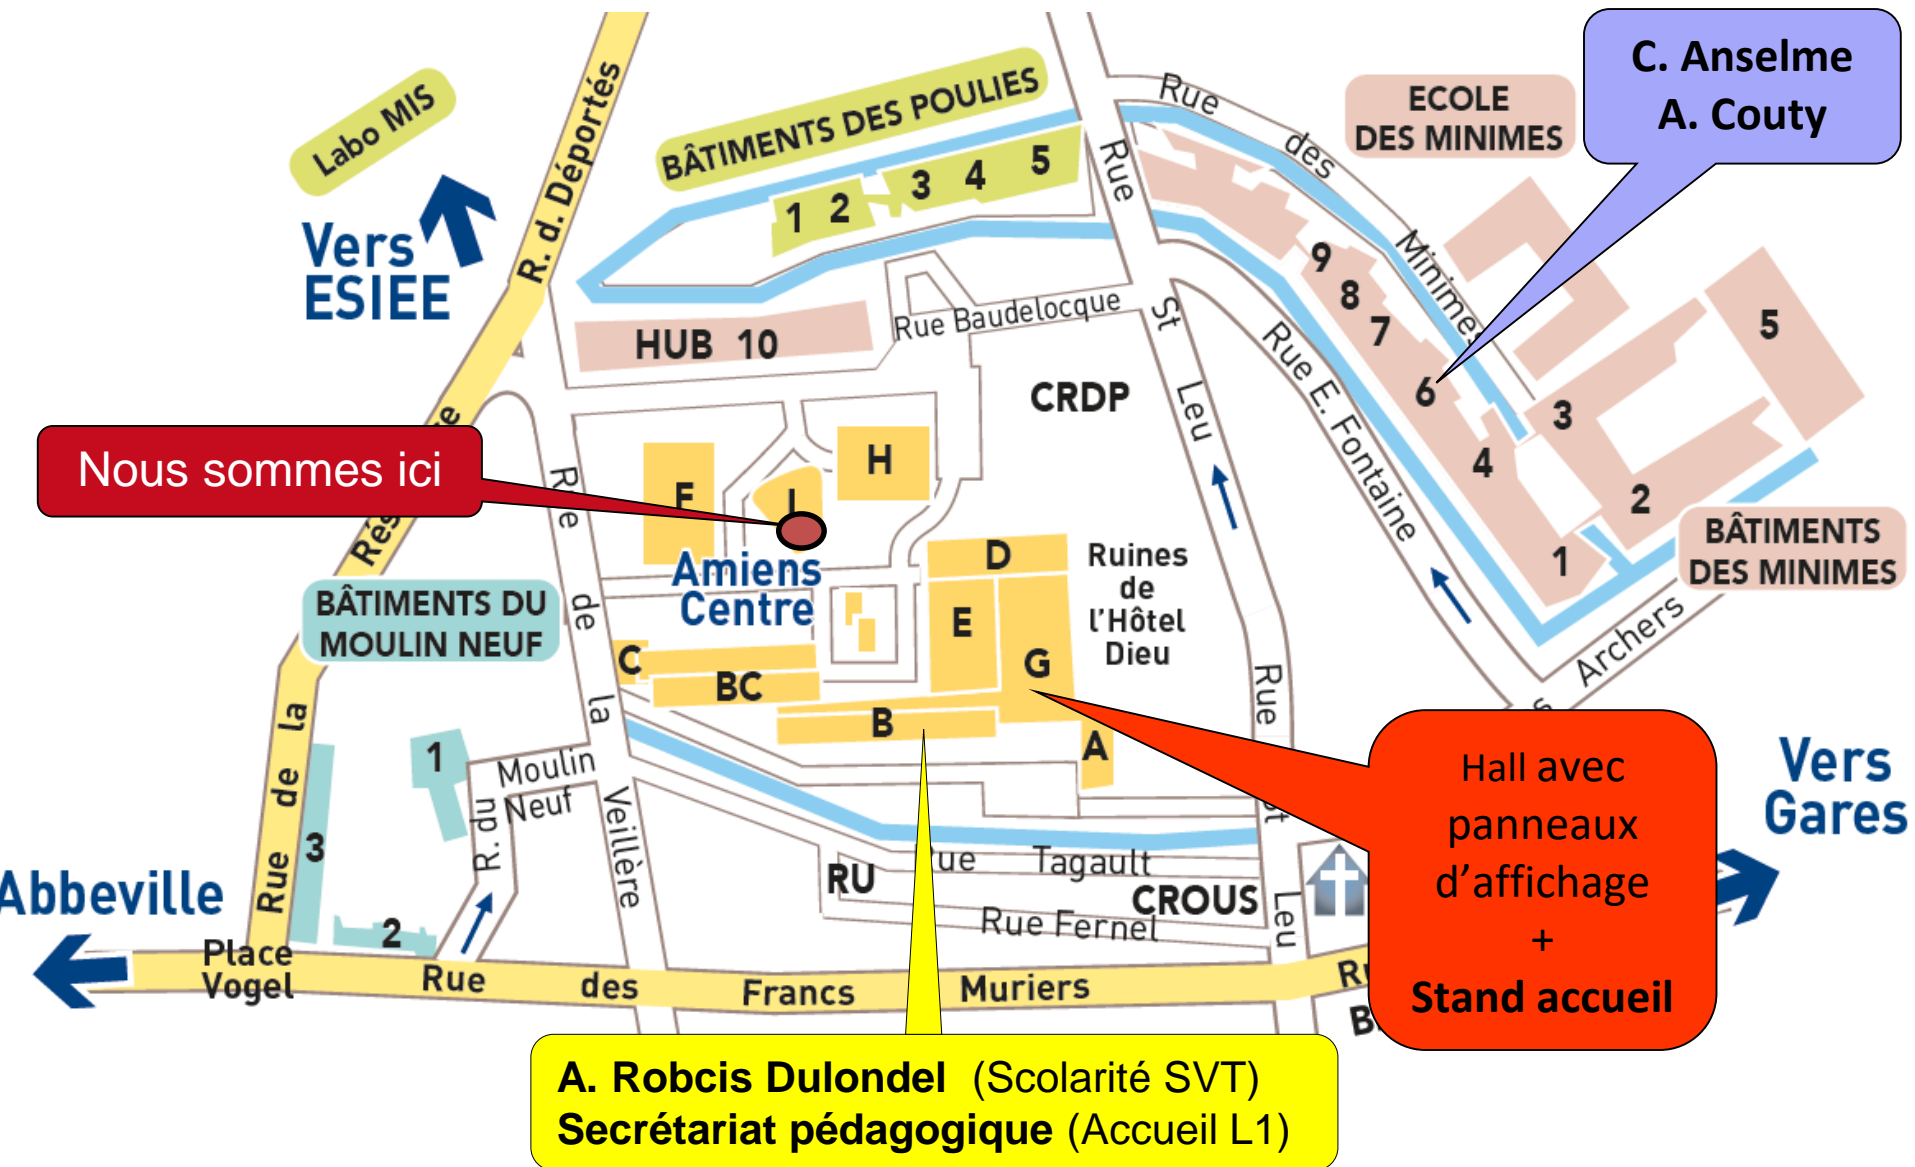 C. Anselme
A. Couty
Labo MIS
BÂTIMENTS DES POULIES
ECOLE
DES MINIMES
Rue des Minimes
R. d. Déportés
Vers
ESIEE
1 2 3 4 5
Rue St Leu
9
8
7
6
5
4
3
2
1
HUB 10
Rue Baudelocque
CRDP
Rue E. Fontaine
Nous sommes ici
F
I
H
Amiens
Centre
D
E
G
Ruines
de
l'Hôtel
Dieu
BÂTIMENTS
DES MINIMES
Archers
BÂTIMENTS DU
MOULIN NEUF
C
BC
B
A
Rue de la
Rue de la Veillère
Rue St Leu
1
2
3
R. du Moulin
Neuf
Hall avec
panneaux
d'affichage
+
Stand accueil
Vers
Gares
Abbeville
RU
Tagault
CROUS
Rue Fernel
Place
Vogel
Rue des Francs Muriers
A. Robcis Dulondel (Scolarité SVT)
Secrétariat pédagogique (Accueil L1)